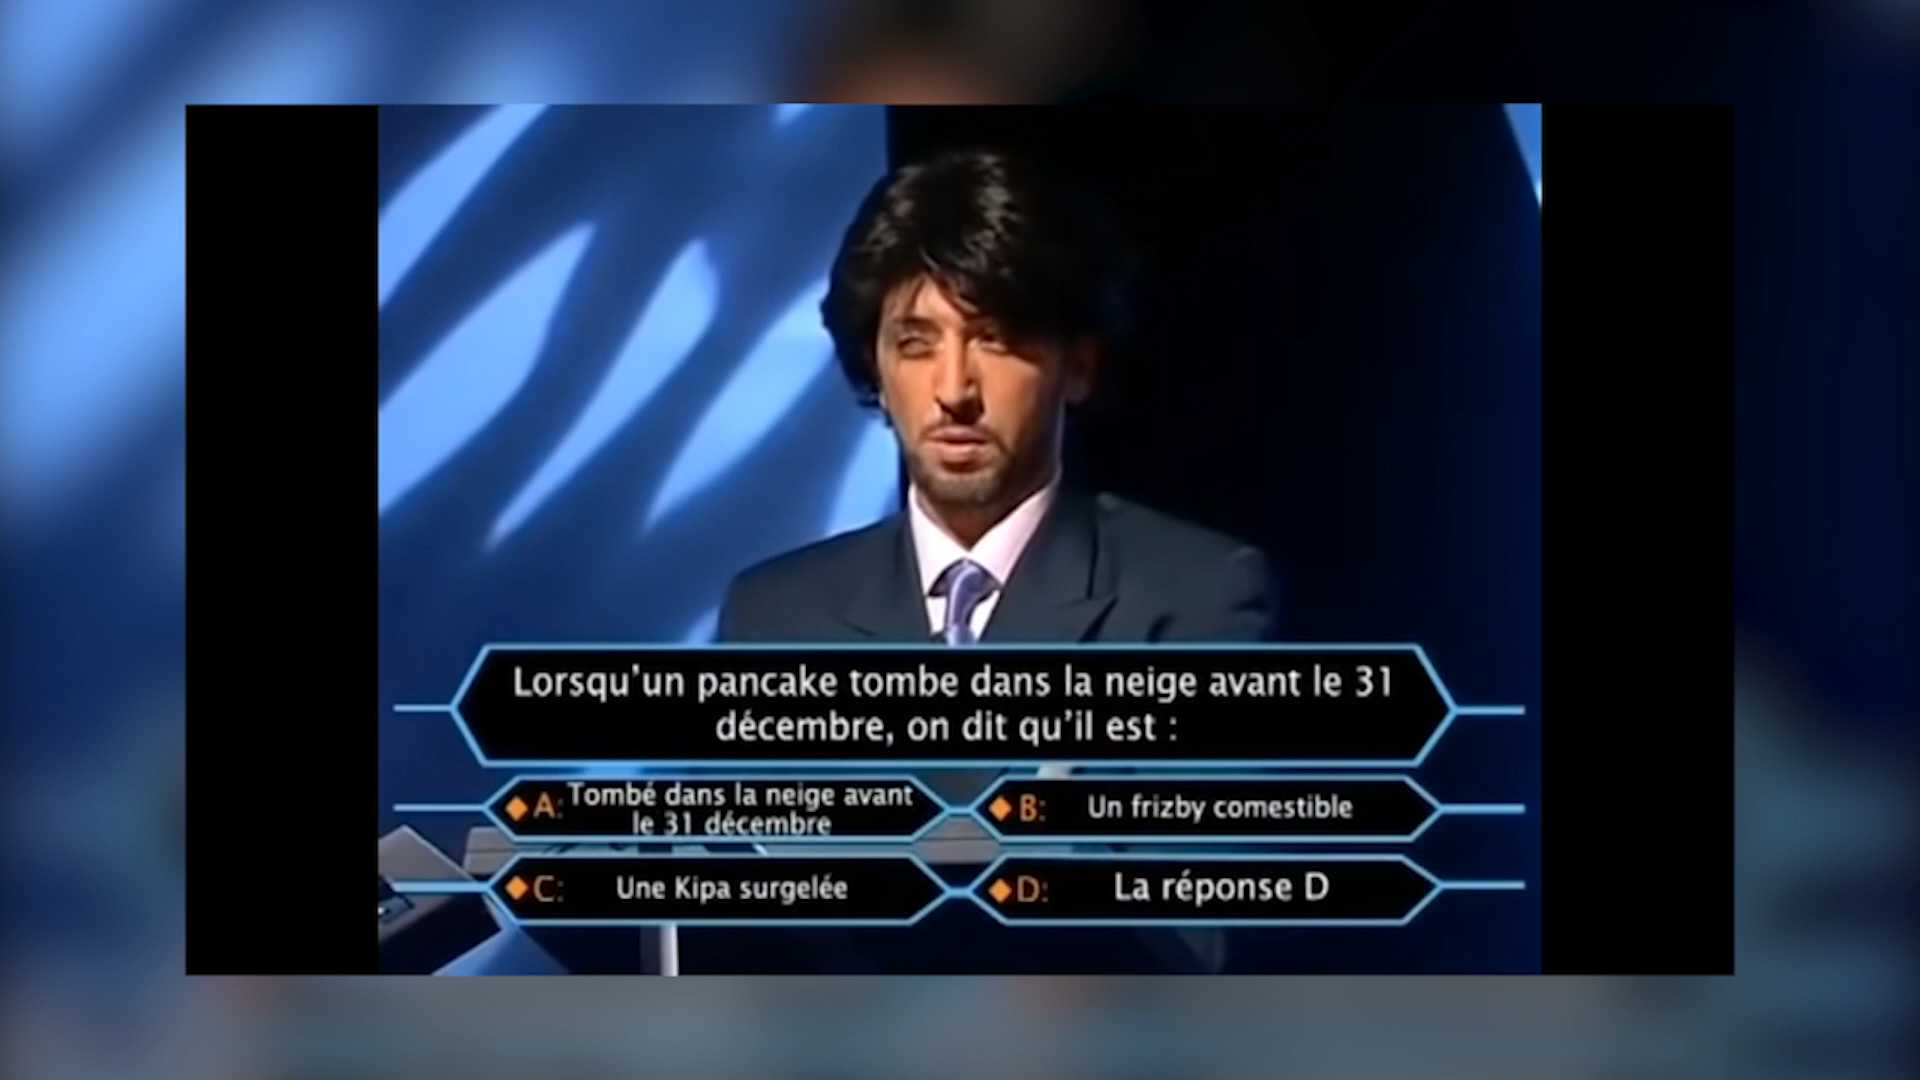 Lorsqu'un pancake tombe dans la neige avant le 31
décembre, on dit qu'il est :
A: Tombé dans la neige avant
le 31 décembre
B: Un frizby comestible
C: Une Kipa surgelée
D: La réponse D